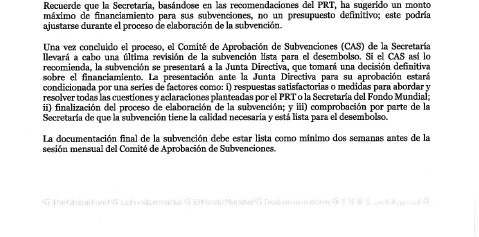 Recuerde que la Secretaría, basándose en las recomendaciones del PRT, ha sugerido un monto
máximo de financiamiento para sus subvenciones, no un presupuesto definitivo; este podría
ajustarse durante el proceso de elaboración de la subvención.
Una vez concluido el proceso, el Comité de Aprobación de Subvenciones (CAS) de la Secretaría
llevará a cabo una última revisión de la subvención lista para el desembolso. Si el CAS así lo
recomienda, la subvención se presentará a la Junta Directiva, que tomará una decisión definitiva
sobre el financiamiento. La presentación ante la Junta Directiva para su aprobación estará
condicionada por una series de factores como: i) respuestas satisfactorias o medidas para abordar y
resolver todas las cuestiones y aclaraciones planteadas por el PRT o la Secretaría del Fondo Mundial;
ii) finalización del proceso de elaboración de la subvención; y iii) comprobación por parte de la
Secretaría de que la subvención tiene la calidad necesaria y está lista para el desembolso.
La documentación final de la subvención debe estar lista como mínimo dos semanas antes de la
sesión mensual del Comité de Aprobación de Subvenciones.
The Global Fund Le Fonds mondial El Fondo Mundial